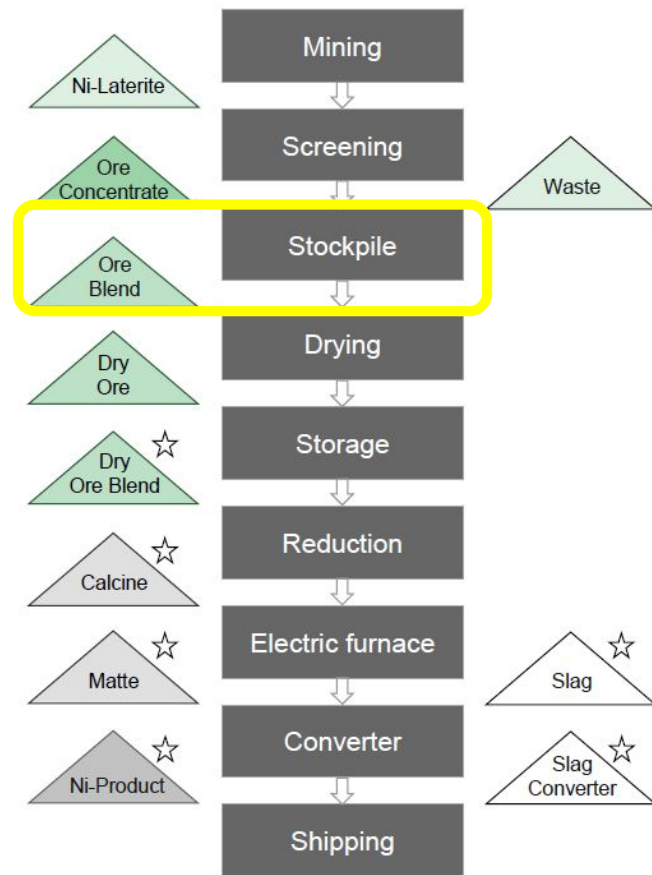 Mining
Ni-Laterite
Screening
Ore
Concentrate
Waste
Stockpile
Ore
Blend
Drying
Dry
Ore
Storage
Dry
Ore Blend
Reduction
Calcine
Electric furnace
Matte
Slag
Converter
Ni-Product
Slag
Converter
Shipping